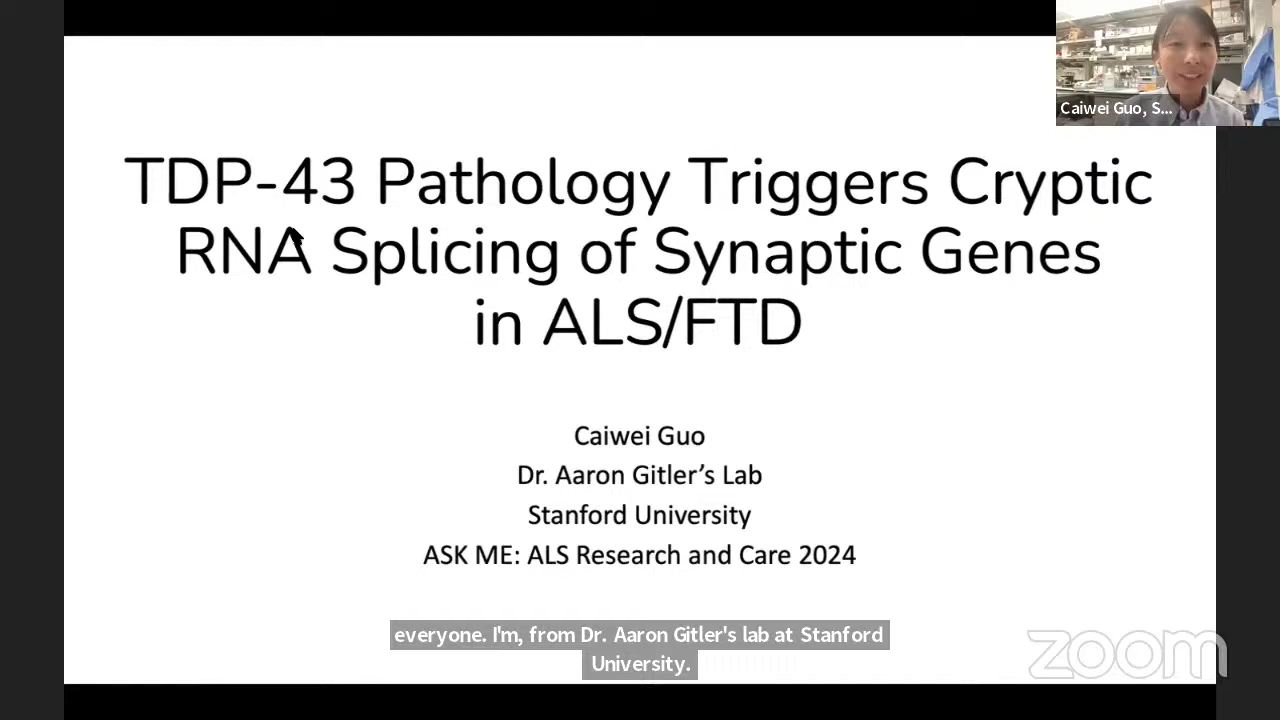 Caiwei Guo, S...
TDP-43 Pathology Triggers Cryptic
RNA Splicing of Synaptic Genes
in ALS/FTD
Caiwei Guo
Dr. Aaron Gitler’s Lab
Stanford University
ASK ME: ALS Research and Care 2024
everyone. I'm, from Dr. Aaron Gitler's lab at Stanford
University.
zoom